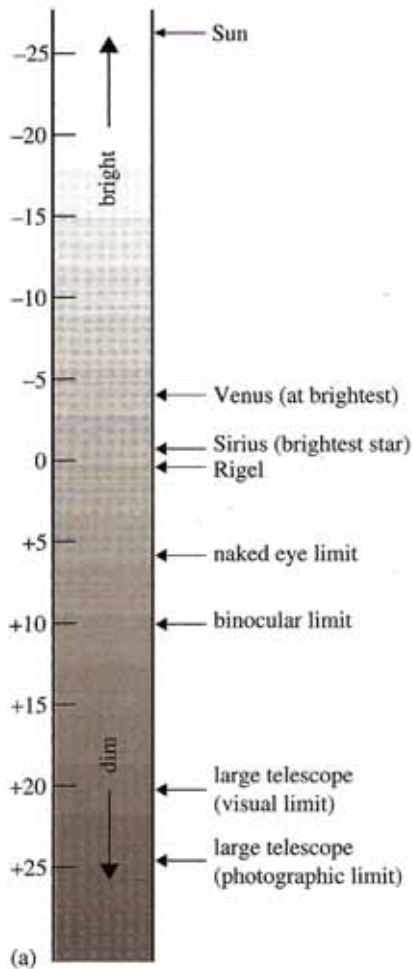 Sun
−25
−20
bright
−15
−10
−5
Venus (at brightest)
Sirius (brightest star)
0
Rigel
+5
naked eye limit
+10
binocular limit
+15
dim
+20
large telescope
(visual limit)
+25
large telescope
(photographic limit)
(a)